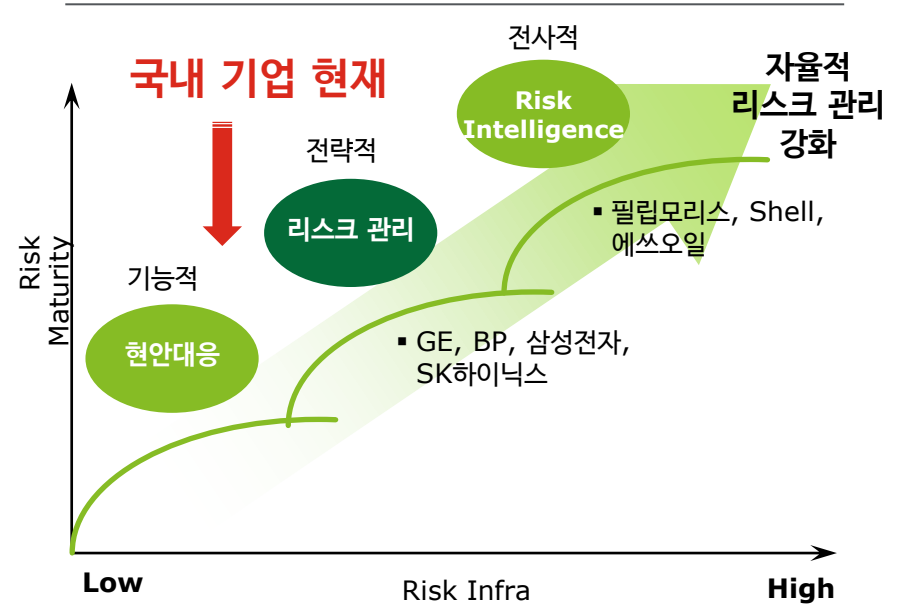 전사적
국내 기업 현재
자율적
리스크 관리
강화
Risk
Intelligence
전략적
리스크 관리
▪ 필립모리스, Shell,
에쓰오일
Risk
Maturity
기능적
현안대응
▪ GE, BP, 삼성전자,
SK하이닉스
Low
Risk Infra
High